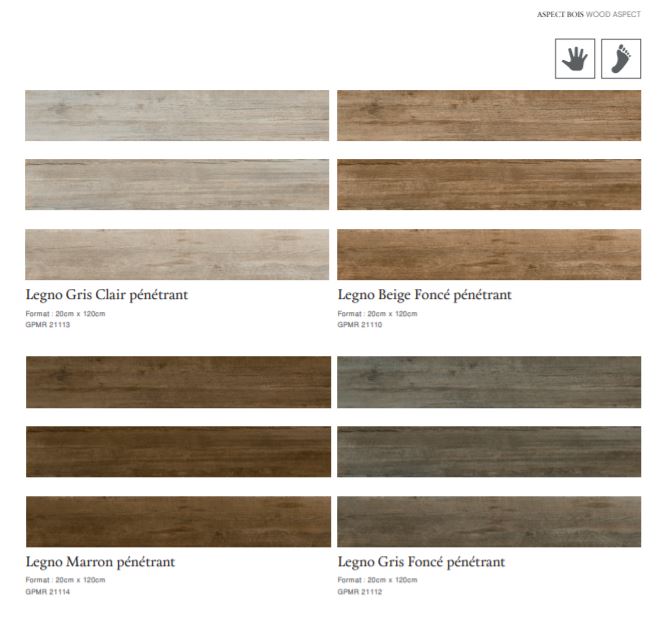 ASPECT BOIS WOOD ASPECT
Legno Gris Clair pénétrant
Format : 20cm x 120cm
GPMR 21113
Legno Beige Foncé pénétrant
Format : 20cm x 120cm
GPMR 21110
Legno Marron pénétrant
Format : 20cm x 120cm
GPMR 21114
Legno Gris Foncé pénétrant
Format : 20cm x 120cm
GPMR 21112